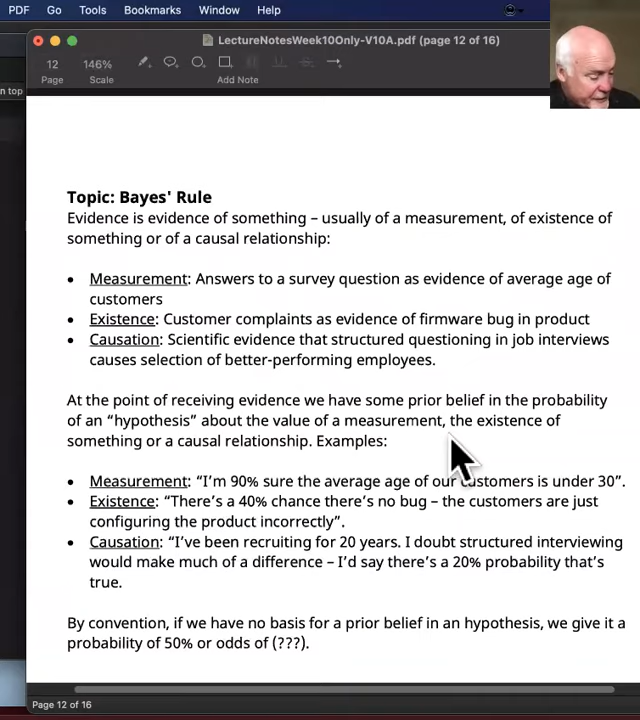 PDF Go Tools Bookmarks Window Help
LectureNotesWeek10Only-V10A.pdf (page 12 of 16)
12 146%
Page Scale Add Note
n top
Topic: Bayes' Rule
Evidence is evidence of something – usually of a measurement, of existence of
something or of a causal relationship:
• Measurement: Answers to a survey question as evidence of average age of
customers
• Existence: Customer complaints as evidence of firmware bug in product
• Causation: Scientific evidence that structured questioning in job interviews
causes selection of better-performing employees.
At the point of receiving evidence we have some prior belief in the probability
of an “hypothesis” about the value of a measurement, the existence of
something or a causal relationship. Examples:
• Measurement: “I’m 90% sure the average age of our customers is under 30”.
• Existence: “There’s a 40% chance there’s no bug – the customers are just
configuring the product incorrectly”.
• Causation: “I’ve been recruiting for 20 years. I doubt structured interviewing
would make much of a difference – I’d say there’s a 20% probability that’s
true.
By convention, if we have no basis for a prior belief in an hypothesis, we give it a
probability of 50% or odds of (???).
Page 12 of 16